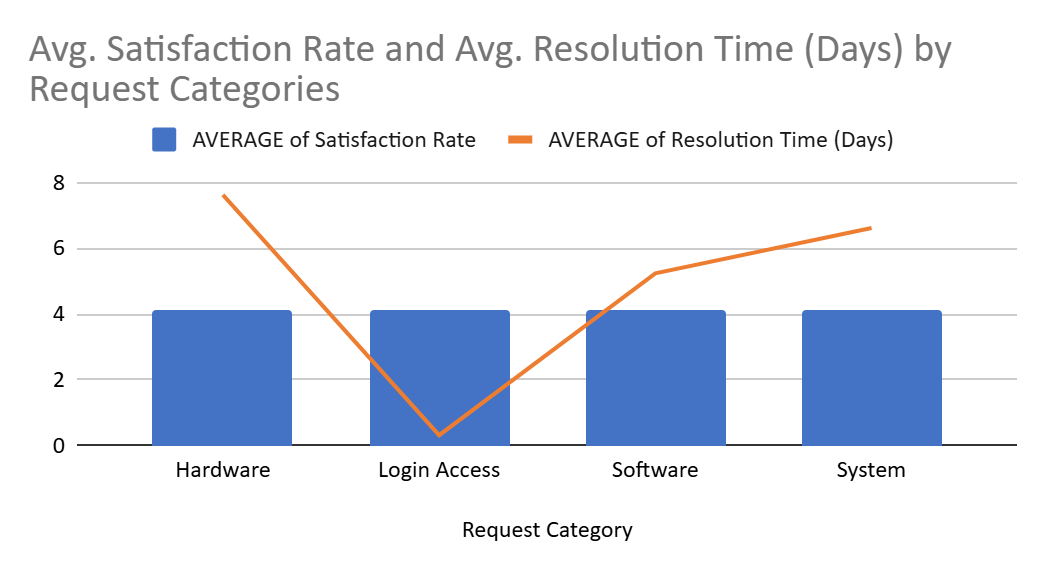 Avg. Satisfaction Rate and Avg. Resolution Time (Days) by
Request Categories
AVERAGE of Satisfaction Rate
AVERAGE of Resolution Time (Days)
8
6
4
2
0
Hardware
Login Access
Software
System
Request Category